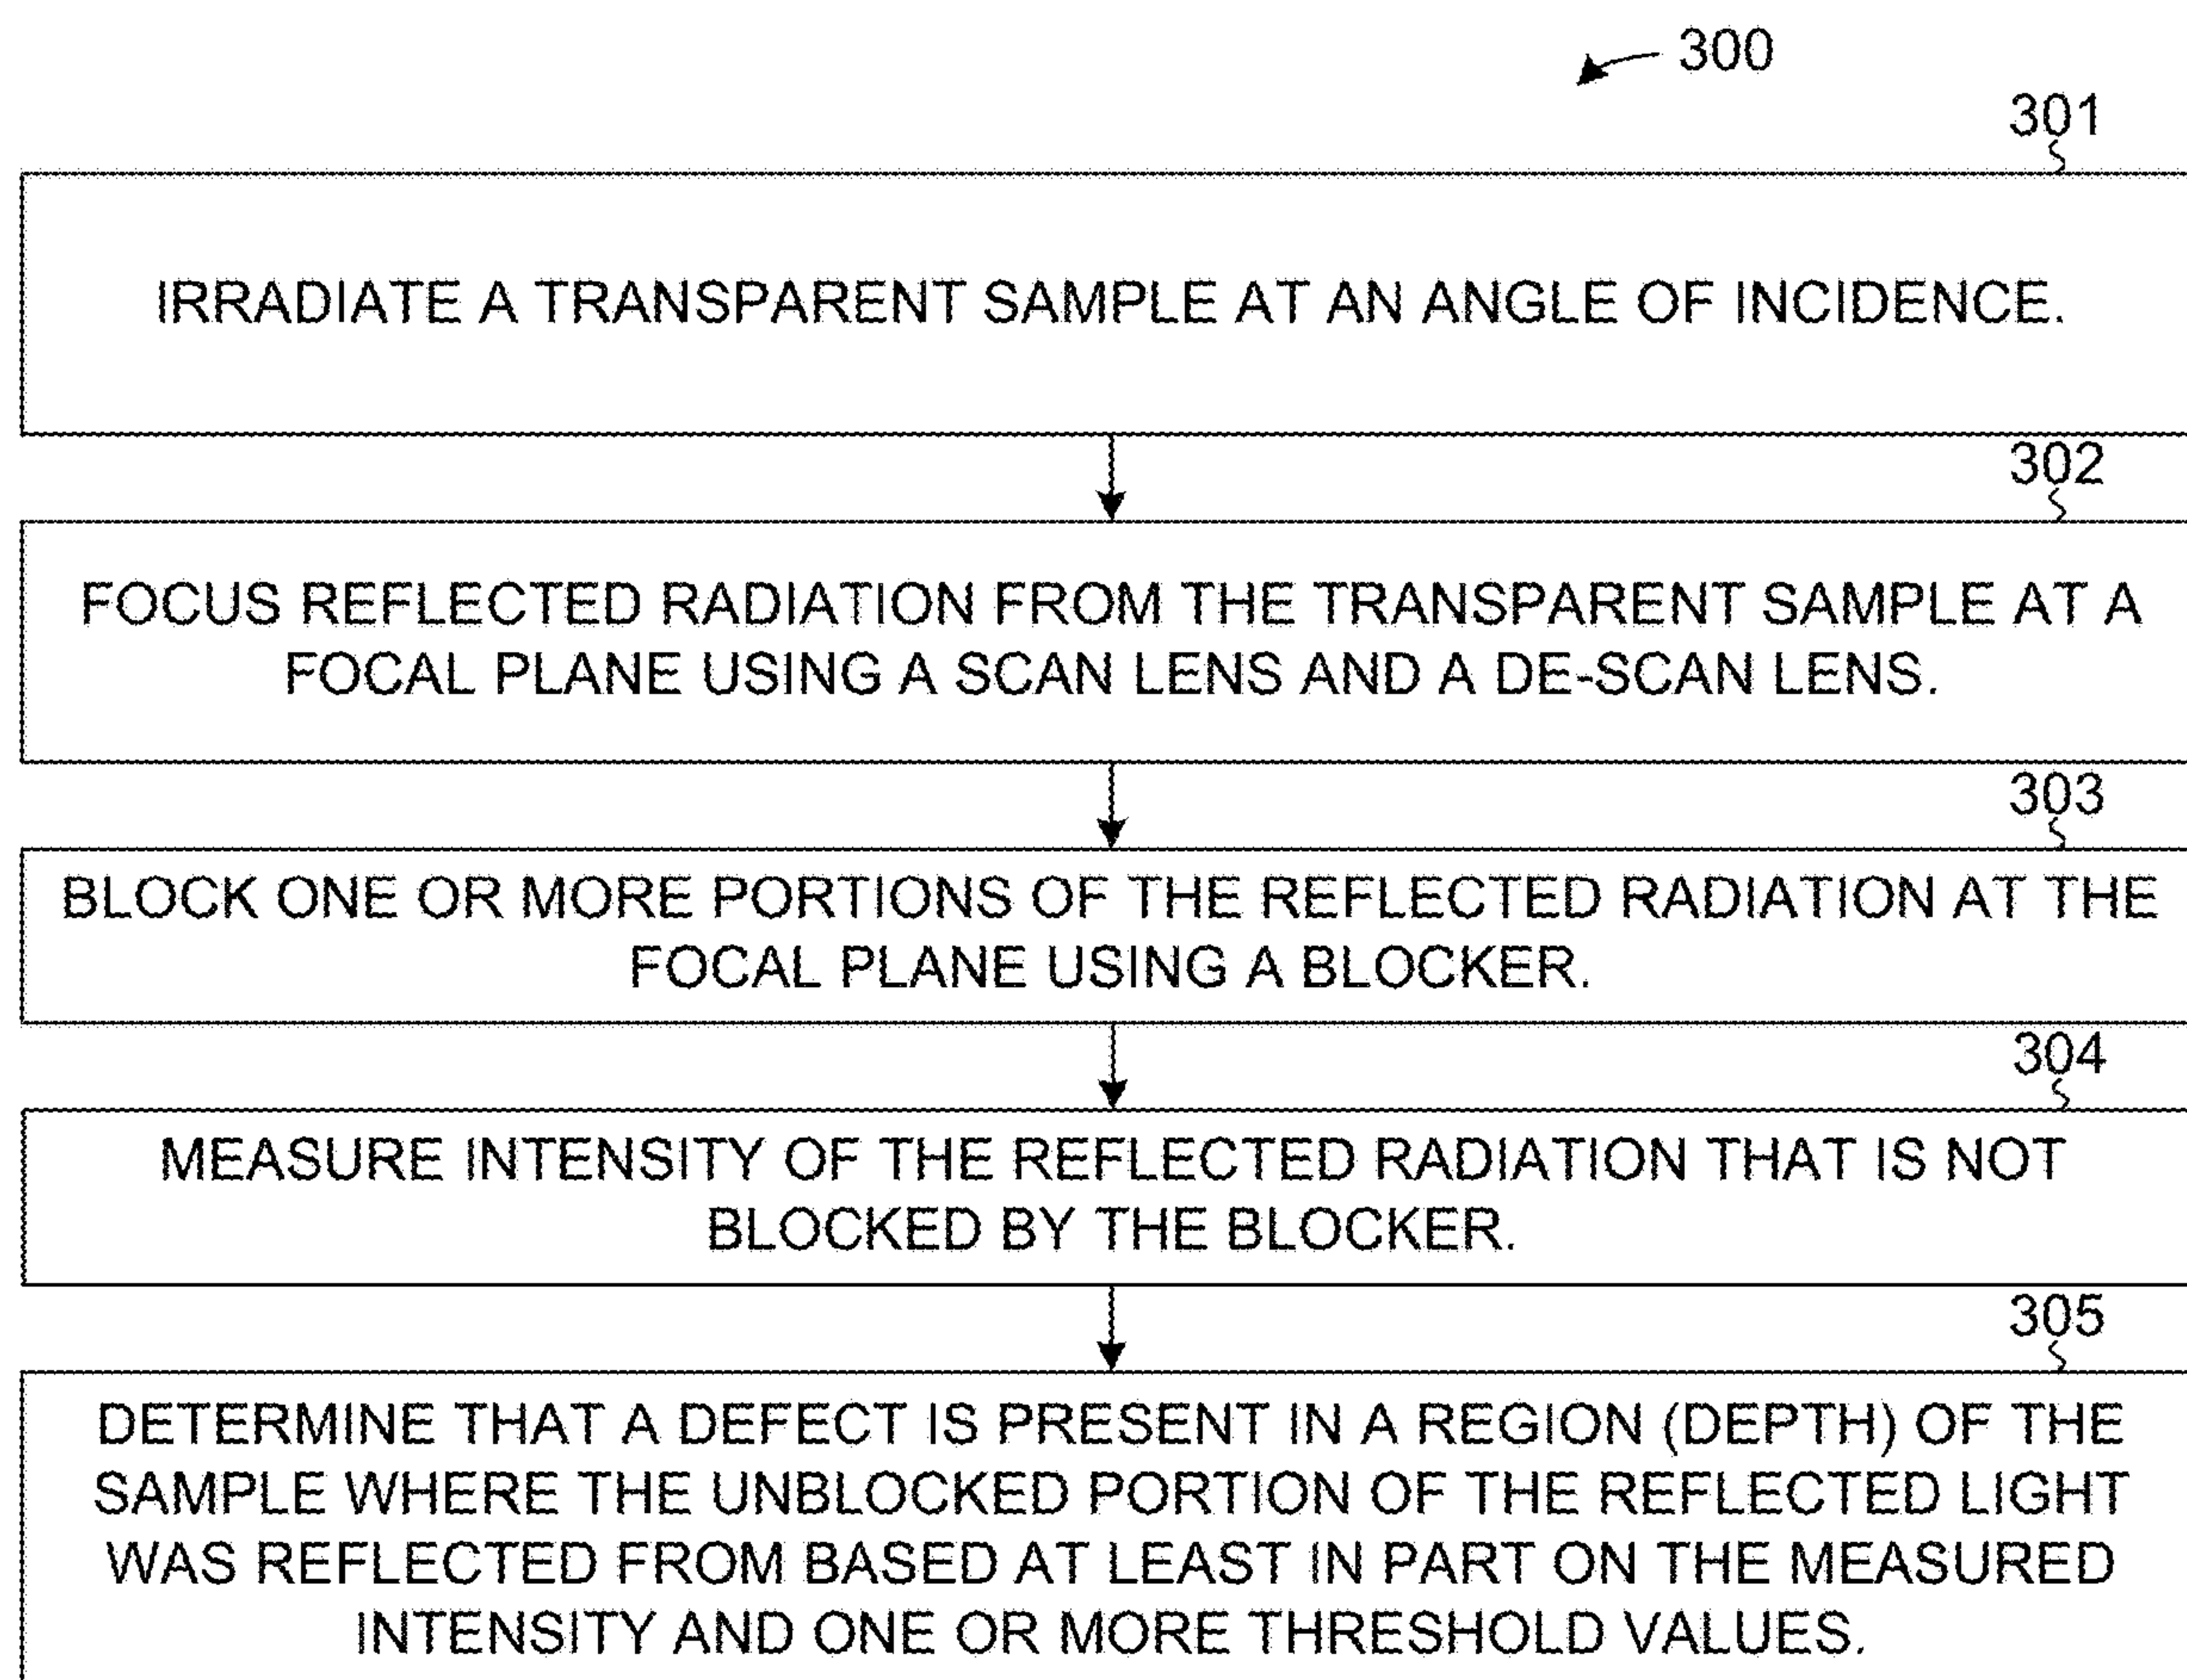 300
301
IRRADIATE A TRANSPARENT SAMPLE AT AN ANGLE OF INCIDENCE.
302
FOCUS REFLECTED RADIATION FROM THE TRANSPARENT SAMPLE AT A
FOCAL PLANE USING A SCAN LENS AND A DE-SCAN LENS.
303
BLOCK ONE OR MORE PORTIONS OF THE REFLECTED RADIATION AT THE
FOCAL PLANE USING A BLOCKER.
304
MEASURE INTENSITY OF THE REFLECTED RADIATION THAT IS NOT
BLOCKED BY THE BLOCKER.
305
DETERMINE THAT A DEFECT IS PRESENT IN A REGION (DEPTH) OF THE
SAMPLE WHERE THE UNBLOCKED PORTION OF THE REFLECTED LIGHT
WAS REFLECTED FROM BASED AT LEAST IN PART ON THE MEASURED
INTENSITY AND ONE OR MORE THRESHOLD VALUES.